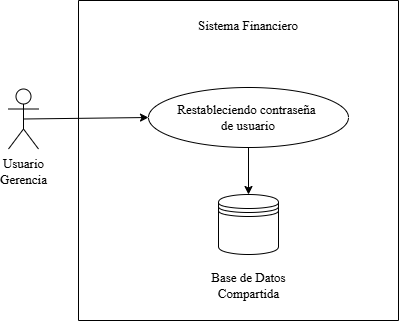 Sistema Financiero
Restableciendo contraseña
de usuario
Usuario
Gerencia
Base de Datos
Compartida